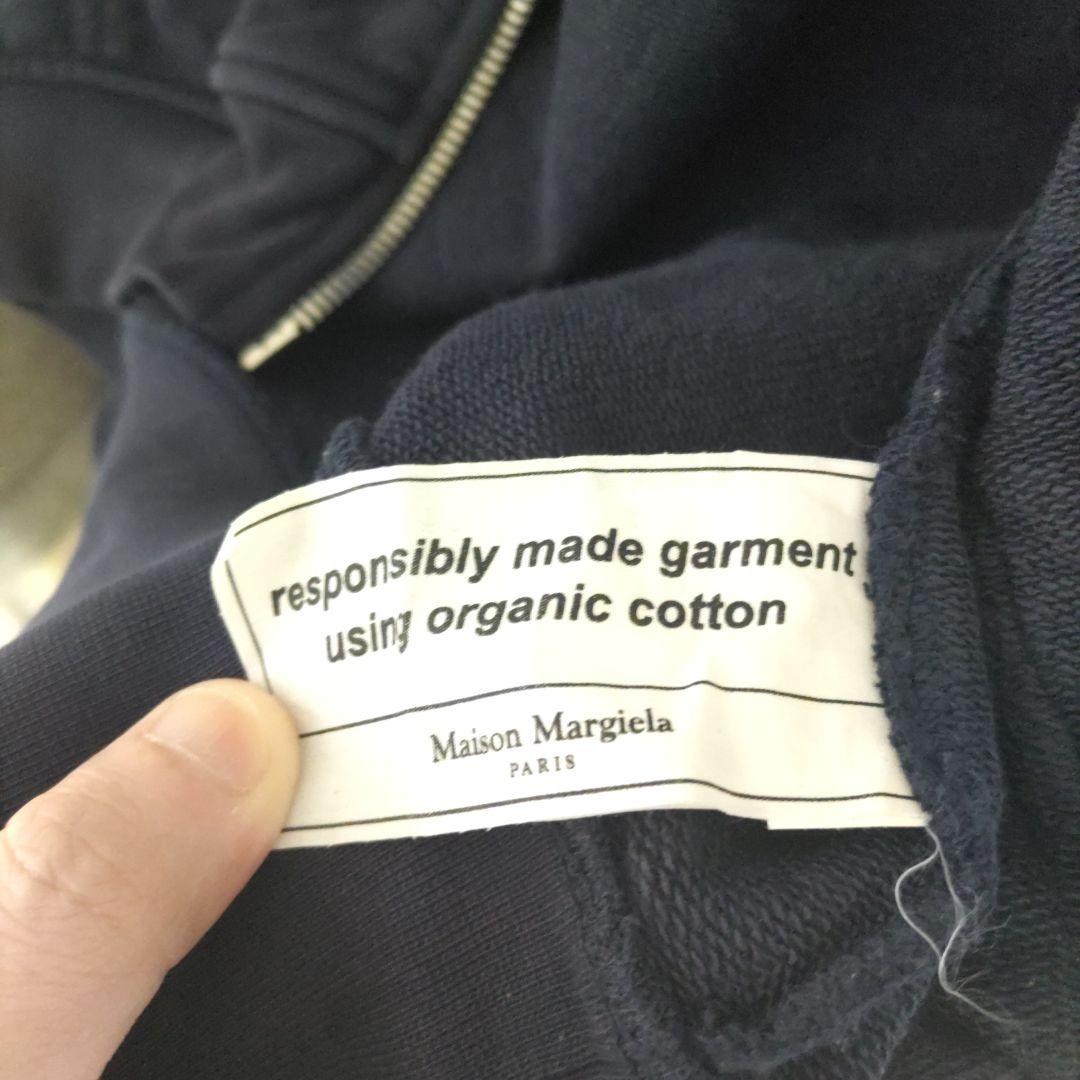 responsibly made garment
using organic cotton
Maison Margiela
PARIS